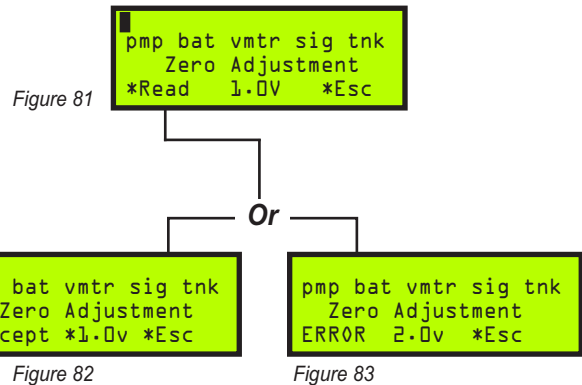 pmp bat vmtr sig tnk
Zero Adjustment
*Read 1.0V *Esc
Figure 81
Or
bat vmtr sig tnk
Zero Adjustment
cept *1.0v *Esc
Figure 82
pmp bat vmtr sig tnk
Zero Adjustment
ERROR 2.0v *Esc
Figure 83